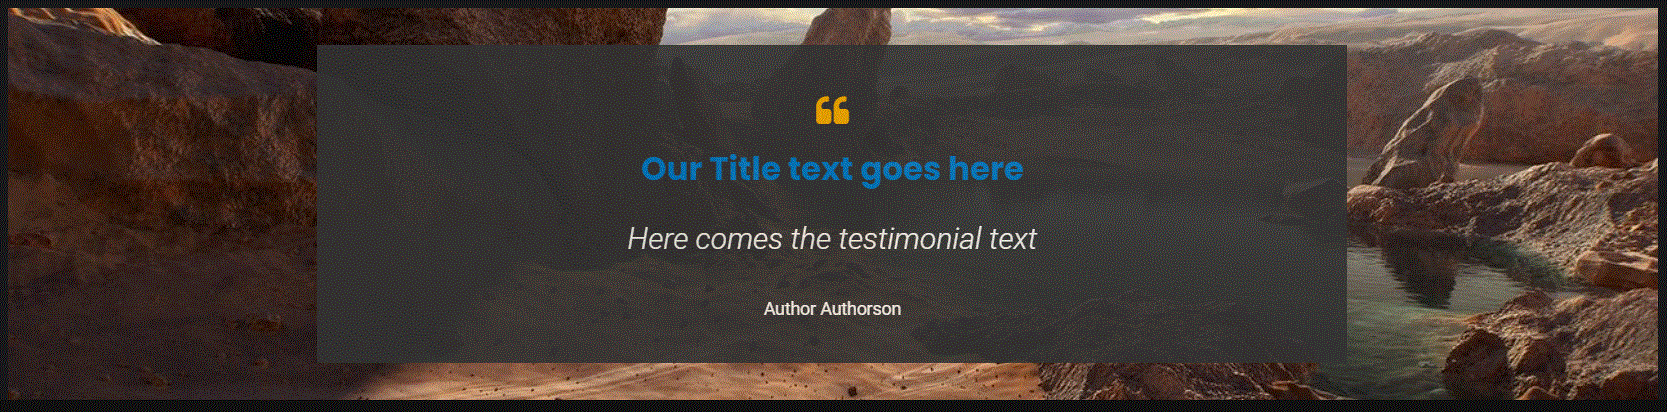 ❝
Our Title text goes here
Here comes the testimonial text
Author Authorson